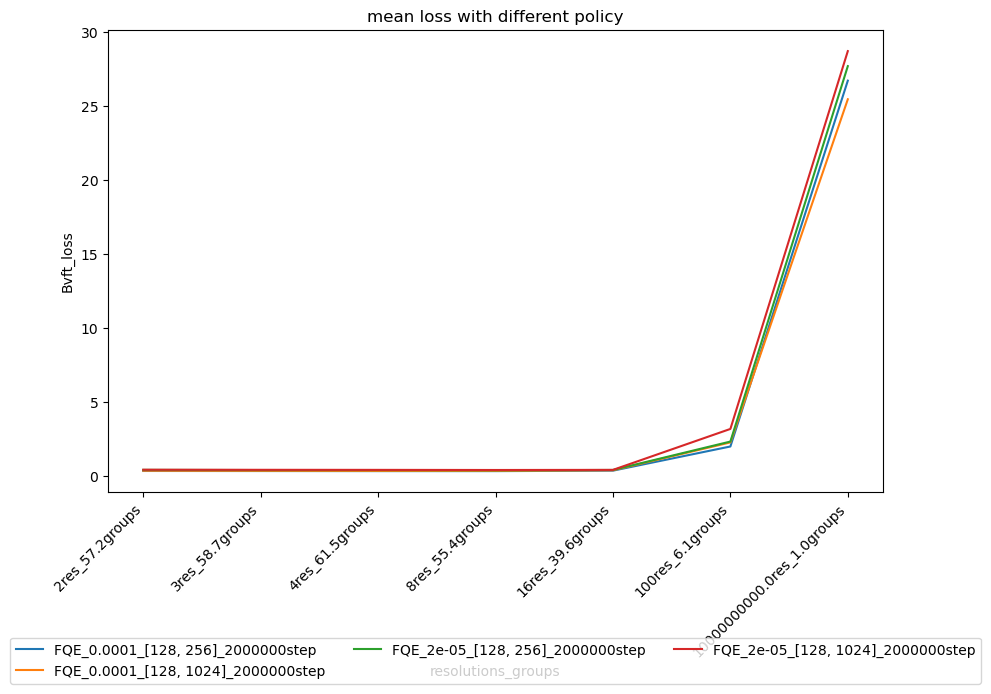 mean loss with different policy
30
25
20
15
10
5
0
Bvft_loss
2res_57.2groups
3res_58.7groups
4res_61.5groups
8res_55.4groups
16res_39.6groups
100res_6.1groups
FQE_0.0001_[128, 256]_2000000step
FQE_0.0001_[128, 1024]_2000000step
FQE_2e-05_[128, 256]_2000000step
FQE_2e-05_[128, 1024]_2000000step
resolutions_groups